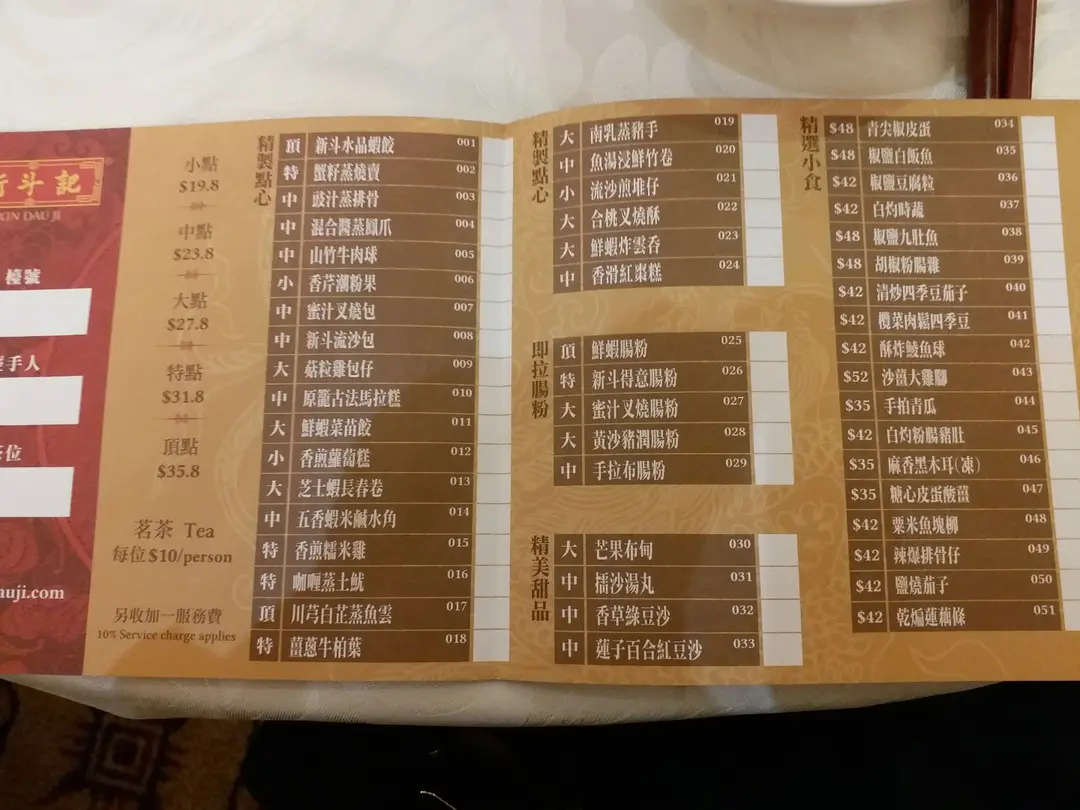 斗記
XIN DAU JI
檯號
手人
位
auji.com
小點
$19.8
中點
$23.8
大點
$27.8
特點
$31.8
頂點
$35.8
茗茶 Tea
每位$10/person
另收加一服務費
10% Service charge applies
精製點心
頂 新斗水晶蝦餃 001
特 蟹籽蒸燒賣 002
中 豉汁蒸排骨 003
中 混合醬蒸鳳爪 004
中 山竹牛肉球 005
小 香芹潮粉果 006
中 蜜汁叉燒包 007
中 新斗流沙包 008
大 菇粒雞包仔 009
中 原籠古法馬拉糕 010
大 鮮蝦菜苗餃 011
小 香煎蘿蔔糕 012
大 芝士蝦長春卷 013
中 五香蝦米鹹水角 014
特 香煎糯米雞 015
特 咖喱蒸土魷 016
頂 川芎白芷蒸魚雲 017
特 薑蔥牛柏葉 018
精製點心
大 南乳蒸豬手 019
中 魚湯浸鮮竹卷 020
小 流沙煎堆仔 021
大 合桃叉燒酥 022
大 鮮蝦炸雲吞 023
中 香滑紅棗糕 024
即拉腸粉
頂 鮮蝦腸粉 025
特 新斗得意腸粉 026
大 蜜汁叉燒腸粉 027
大 黃沙豬潤腸粉 028
中 手拉布腸粉 029
精美甜品
大 芒果布甸 030
中 擂沙湯丸 031
中 香草綠豆沙 032
中 蓮子百合紅豆沙 033
精選小食
$48 青尖椒皮蛋 034
$48 椒鹽白飯魚 035
$42 椒鹽豆腐粒 036
$42 白灼時蔬 037
$48 椒鹽九肚魚 038
$48 胡椒粉腸雜 039
$42 清炒四季豆茄子 040
$42 欖菜肉鬆四季豆 041
$42 酥炸鯪魚球 042
$52 沙薑大雞腳 043
$35 手拍青瓜 044
$42 白灼粉腸豬肚 045
$35 麻香黑木耳(凍) 046
$35 糖心皮蛋酸薑 047
$42 粟米魚塊柳 048
$42 辣爆排骨仔 049
$42 鹽燒茄子 050
$42 乾煸蓮藕條 051